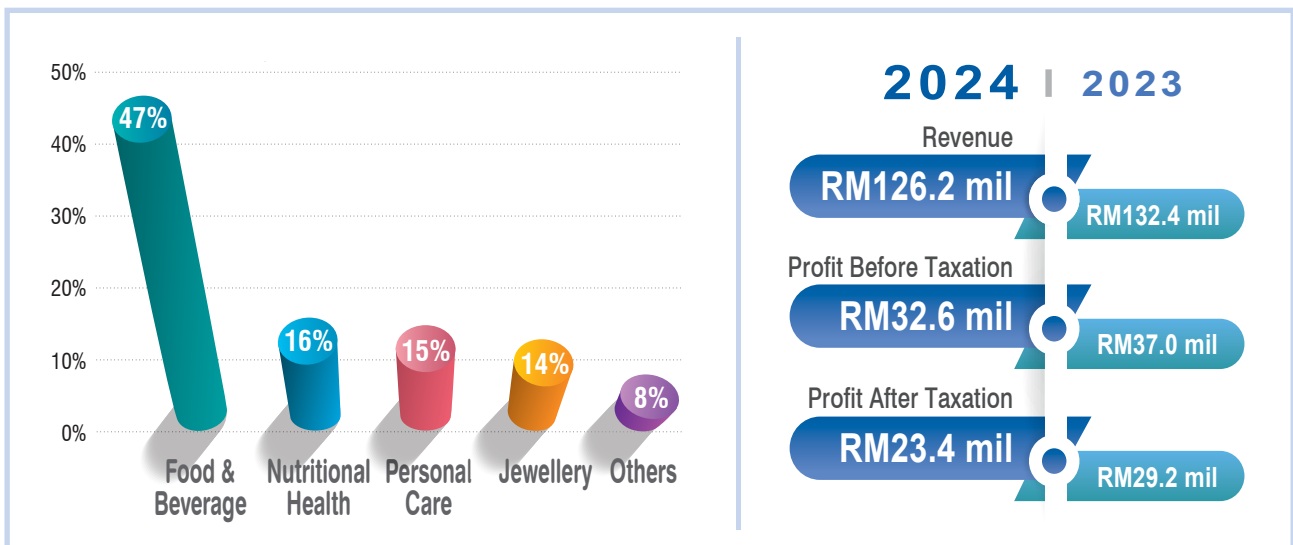 50%
40%
30%
20%
10%
0%
47%
16%
15%
14%
8%
Food &
Beverage
Nutritional
Health
Personal
Care
Jewellery
Others
2024 | 2023
Revenue
RM126.2 mil
RM132.4 mil
Profit Before Taxation
RM32.6 mil
RM37.0 mil
Profit After Taxation
RM23.4 mil
RM29.2 mil